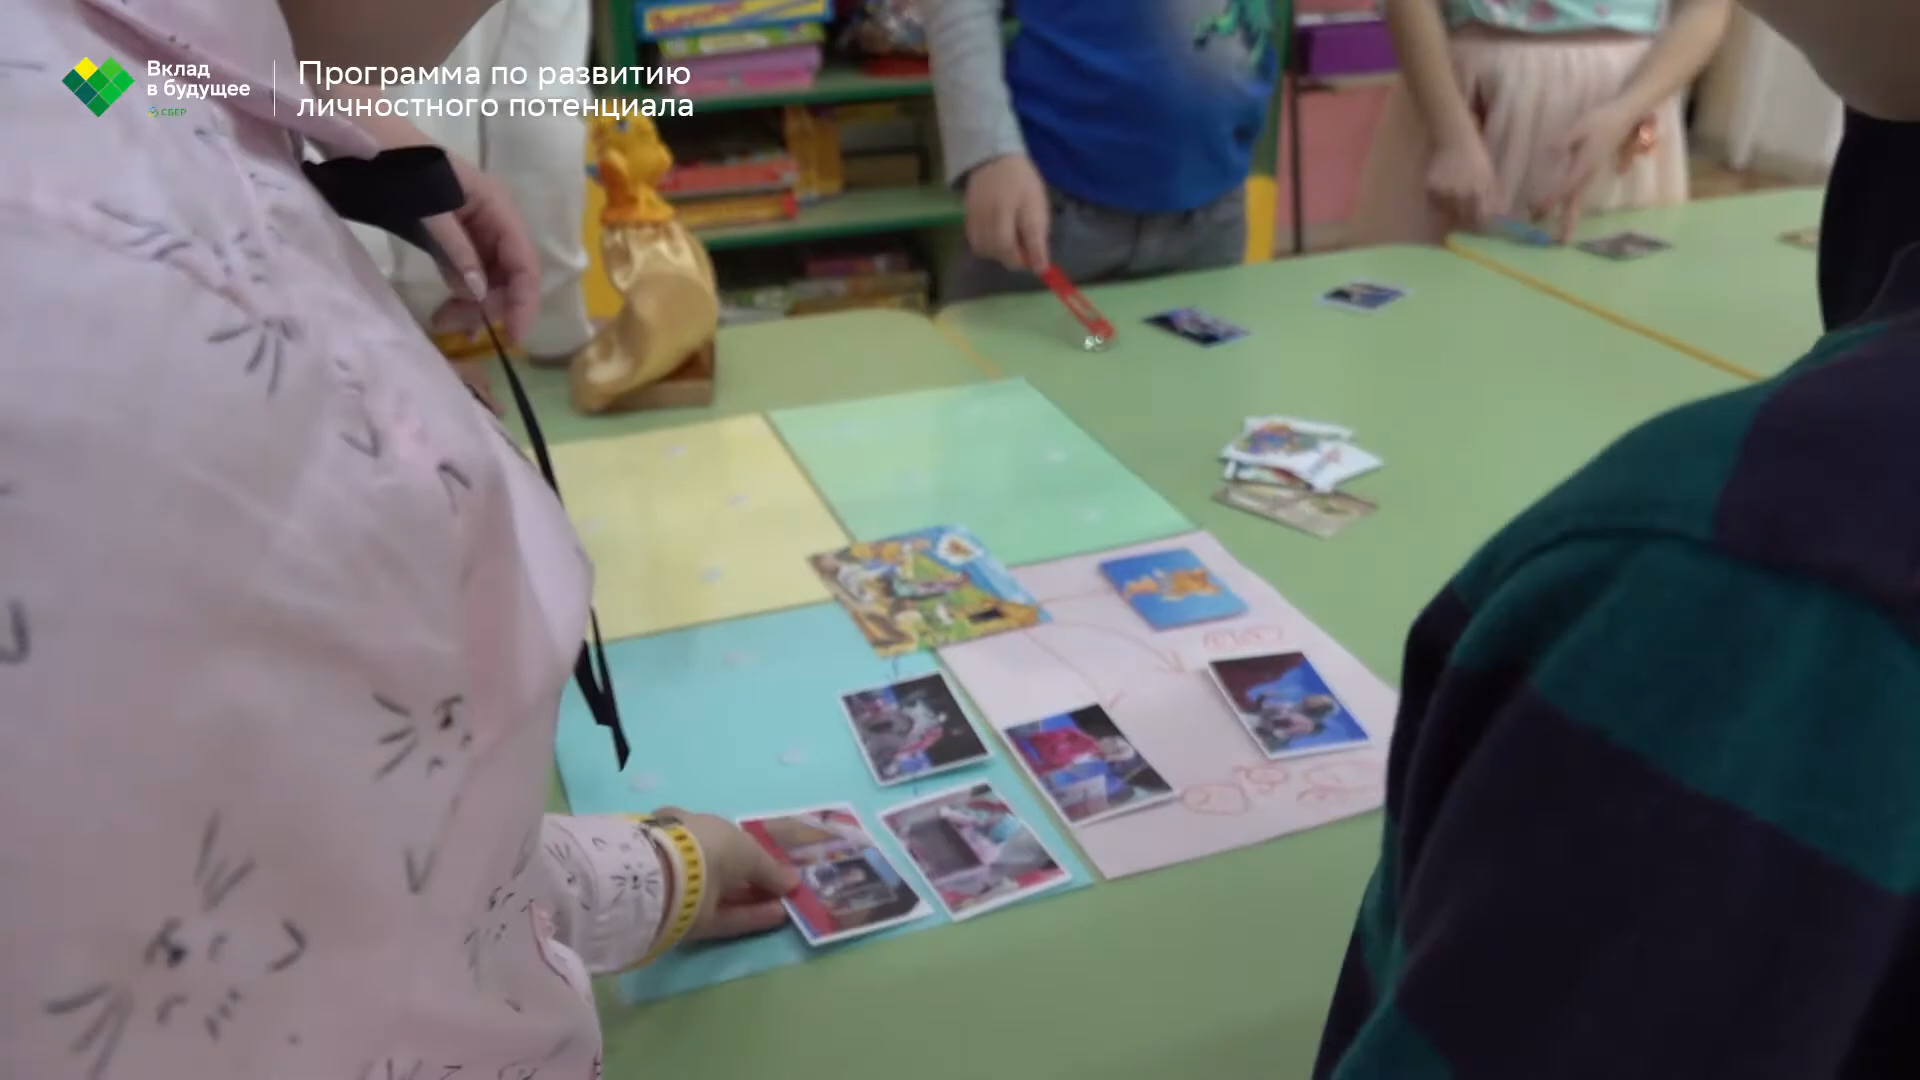 Вклад
в будущее
СБЕР
Программа по развитию
личностного потенциала